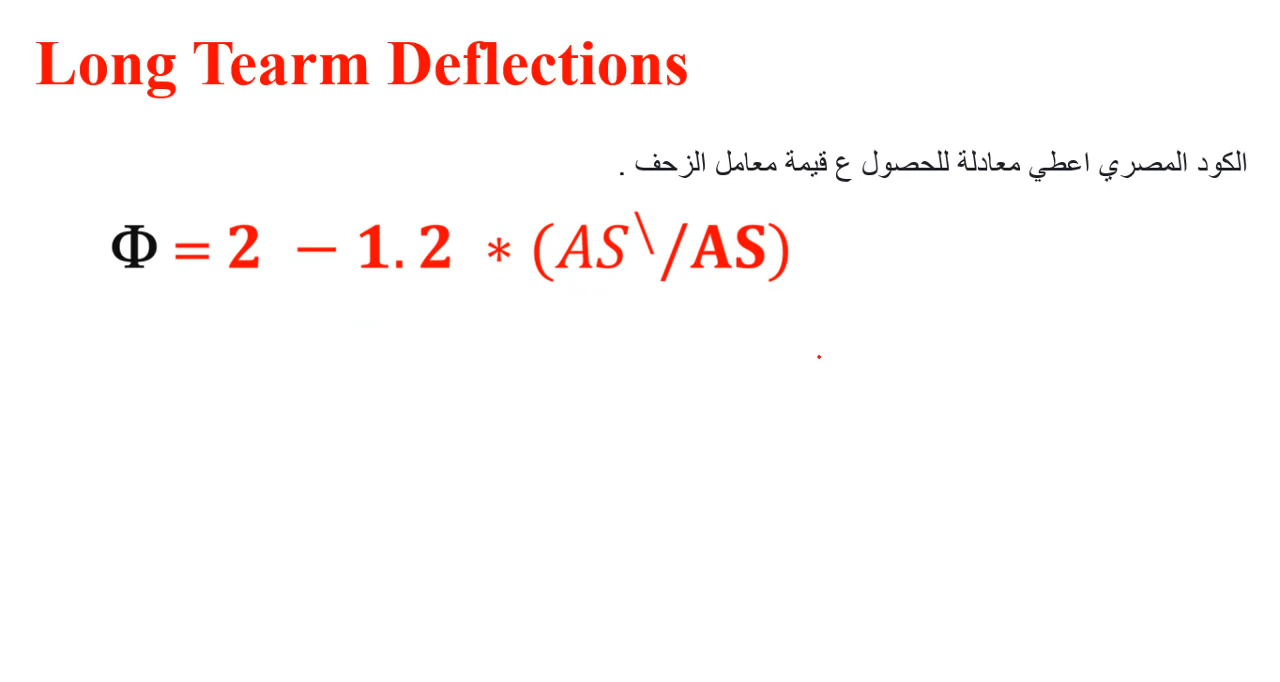 Long Tearm Deflections
الكود المصري اعطي معادلة للحصول ع قيمة معامل الزحف .
Φ = 2 − 1.2 * (AS\/AS)